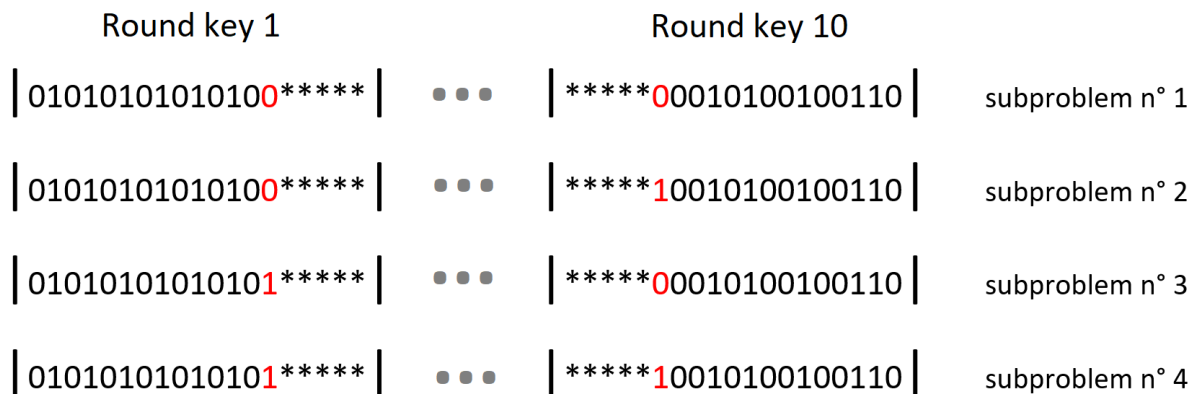 Round key 1 Round key 10
|01010101010100*****| ••• |*****00010100100110| subproblem n° 1
|01010101010100*****| ••• |*****10010100100110| subproblem n° 2
|01010101010101*****| ••• |*****00010100100110| subproblem n° 3
|01010101010101*****| ••• |*****10010100100110| subproblem n° 4